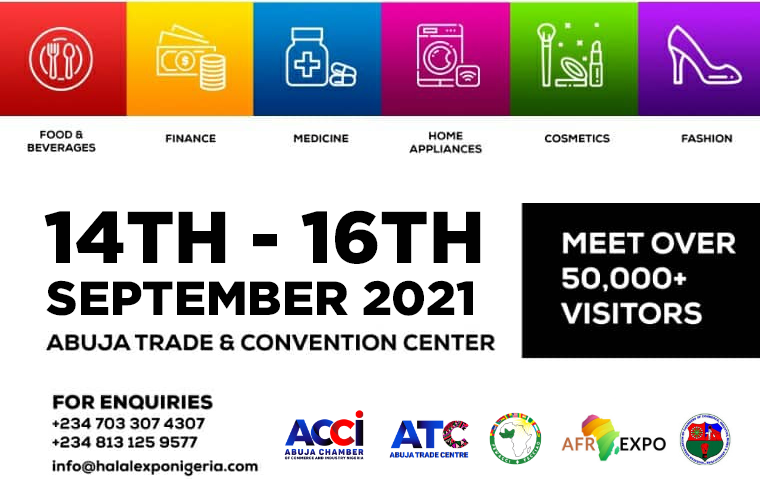 FOOD &
BEVERAGES
FINANCE
MEDICINE
HOME
APPLIANCES
COSMETICS
FASHION
14TH - 16TH
SEPTEMBER 2021
ABUJA TRADE & CONVENTION CENTER
MEET OVER
50,000+
VISITORS
FOR ENQUIRIES
+234 703 307 4307
+234 813 125 9577
info@halalexponigeria.com
ACCI
ABUJA CHAMBER
OF COMMERCE AND INDUSTRY NIGERIA
ATC
ABUJA TRADE CENTRE
AFR EXPO